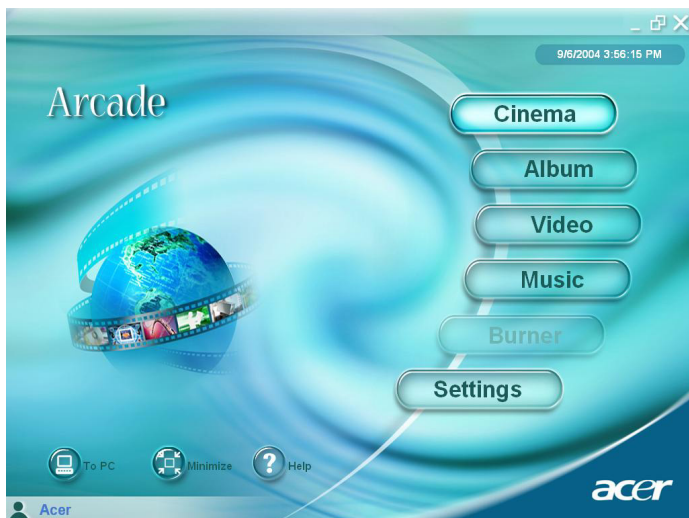 9/6/2004 3:56:15 PM
Arcade
Cinema
Album
Video
Music
Burner
Settings
To PC
Minimize
? Help
acer
Acer